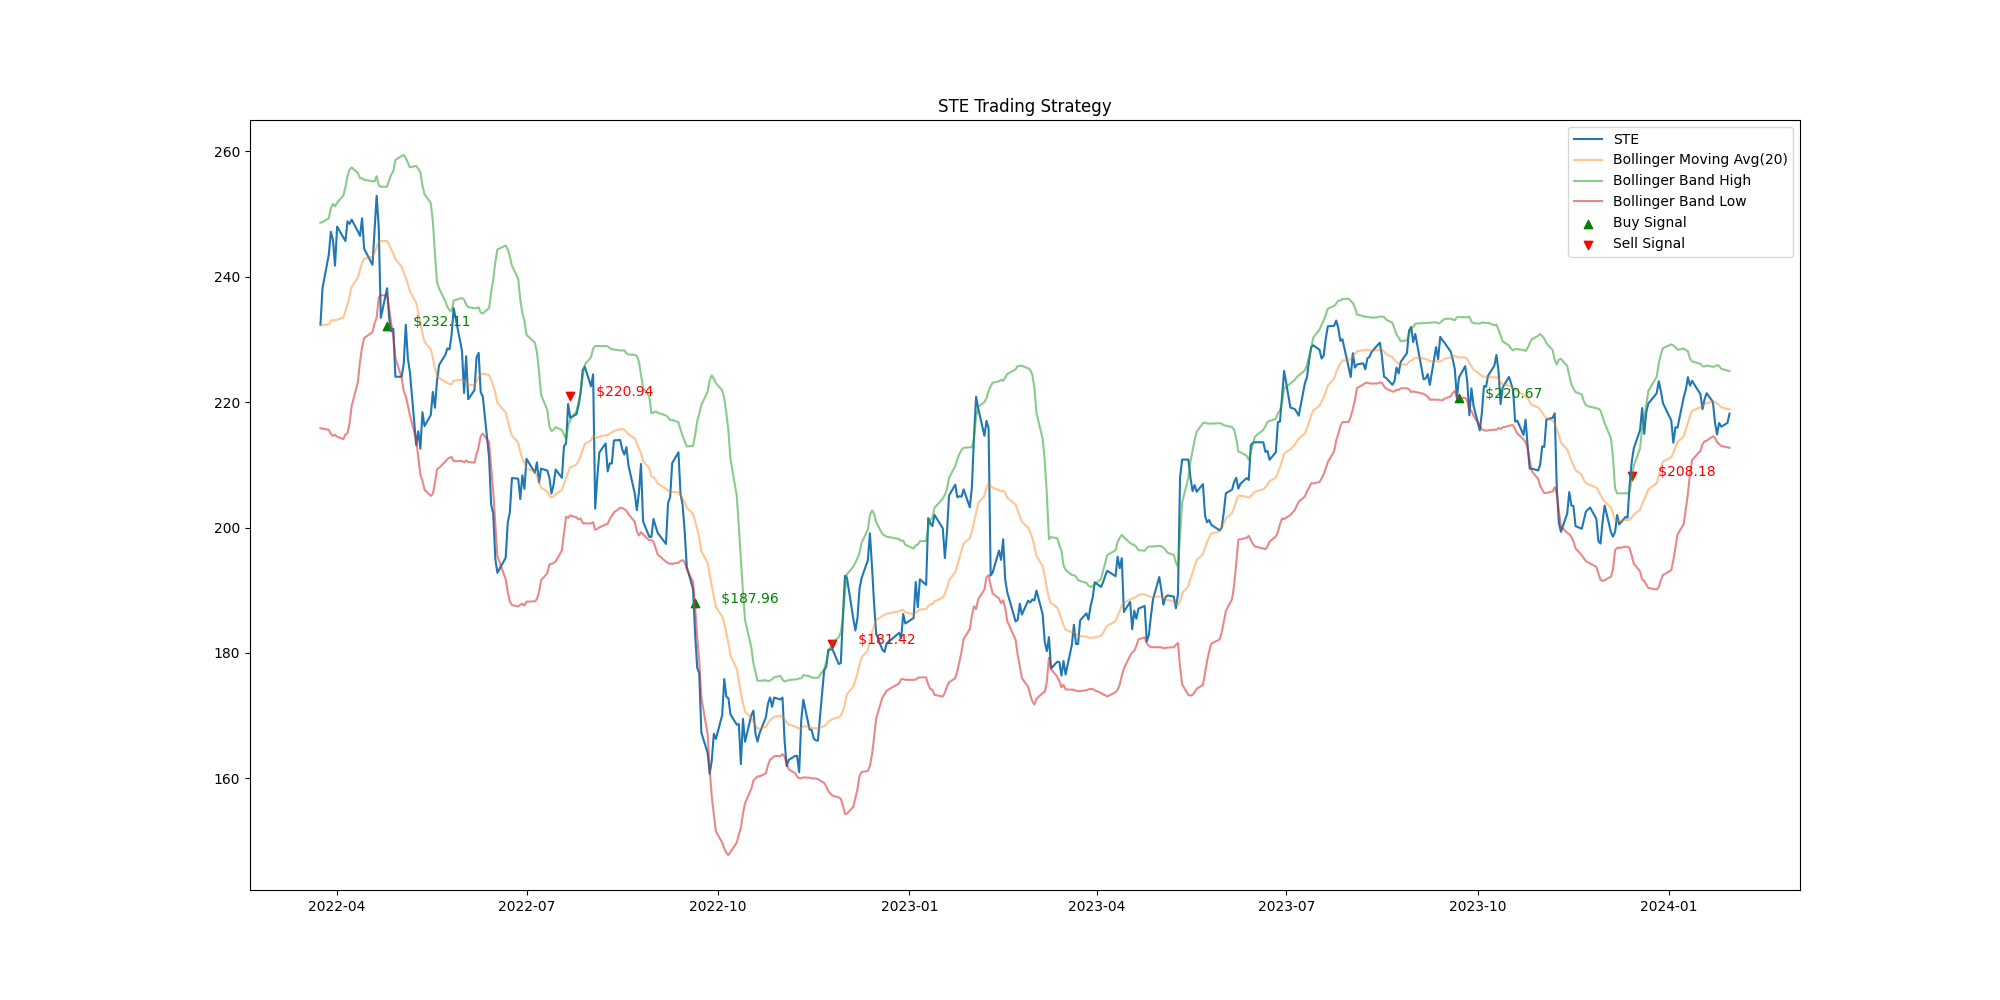 STE Trading Strategy
STE
Bollinger Moving Avg(20)
Bollinger Band High
Bollinger Band Low
Buy Signal
Sell Signal
260
240
220
200
180
160
$232.11
$220.94
$187.96
$181.42
$220.67
$208.18
2022-04
2022-07
2022-10
2023-01
2023-04
2023-07
2023-10
2024-01